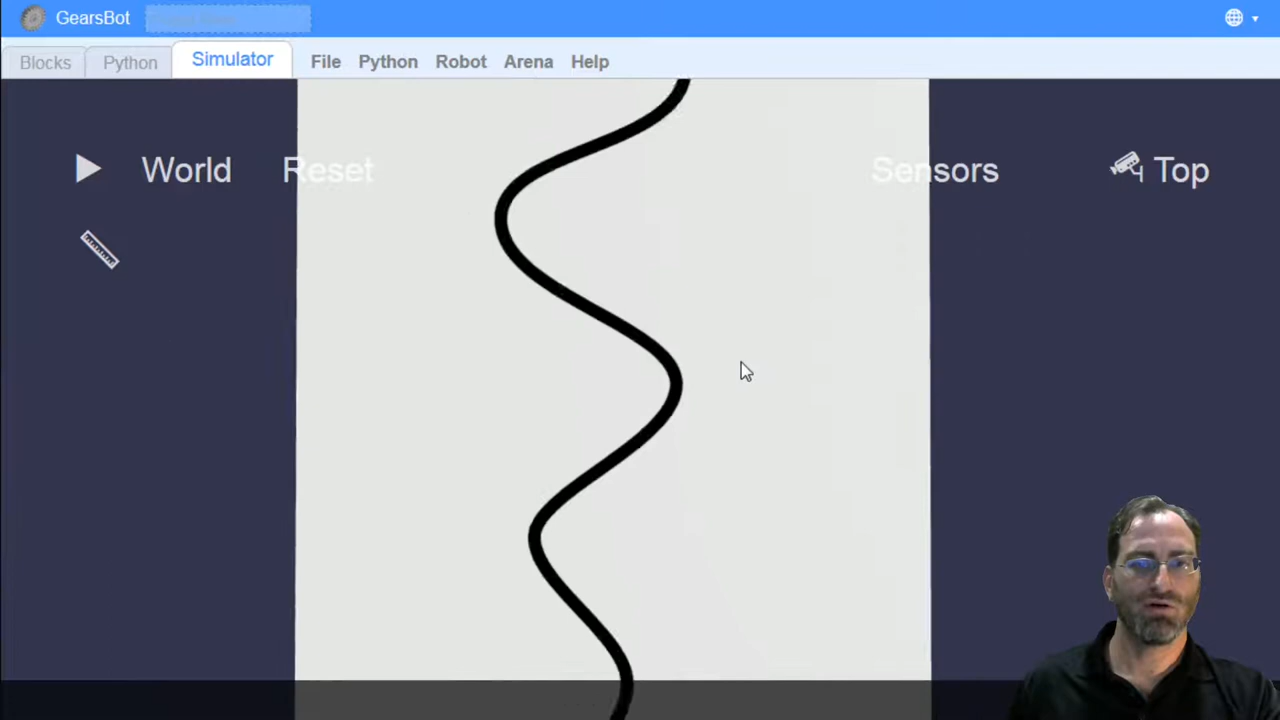 GearsBot
Blocks Python Simulator File Python Robot Arena Help
World Reset Sensors Top